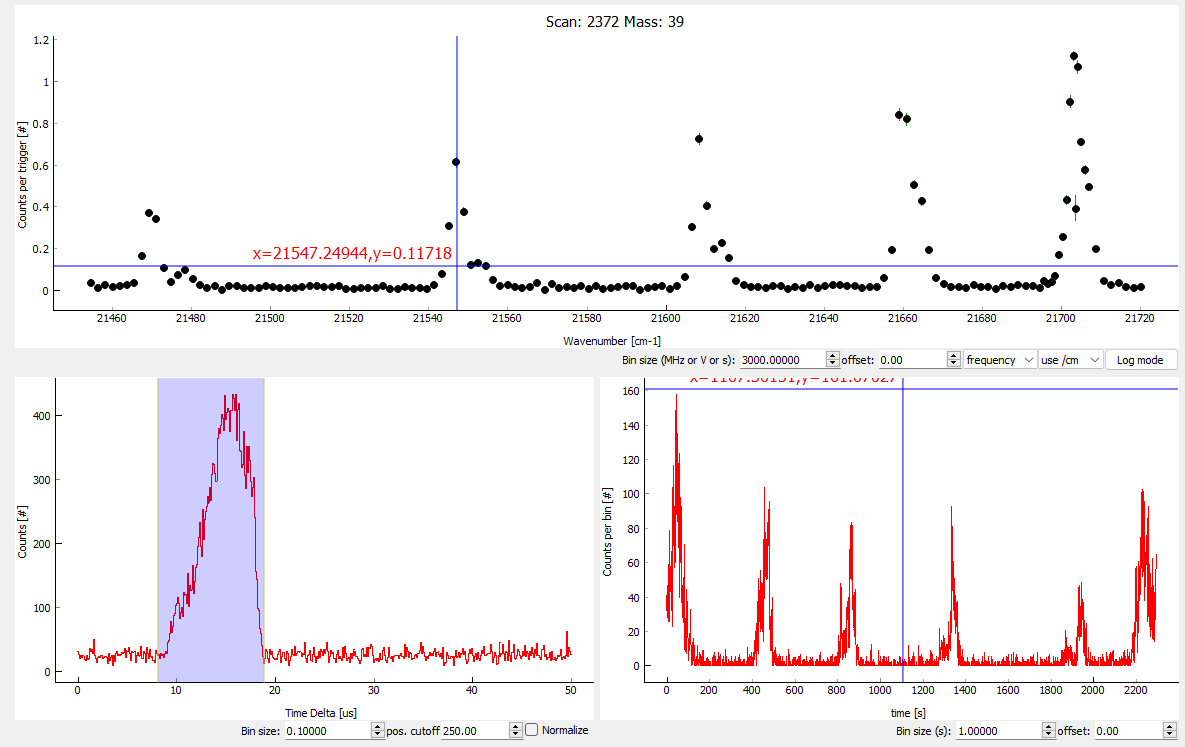 Scan: 2372 Mass: 39
Counts per trigger [#]
1.2
1
0.8
0.6
0.4
0.2
0
x=21547.24944,y=0.11718
21460 21480 21500 21520 21540 21560 21580 21600 21620 21640 21660 21680 21700 21720
Wavenumber [cm-1]
Bin size (MHz or V or s): 3000.00000 offset: 0.00 frequency use /cm Log mode
Counts [#]
400
300
200
100
0
0 10 20 30 40 50
Time Delta [us]
Bin size: 0.10000 pos. cutoff 250.00 Normalize
Counts per bin [#]
160
140
120
100
80
60
40
20
0
0 200 400 600 800 1000 1200 1400 1600 1800 2000 2200
time [s]
Bin size (s): 1.00000 offset: 0.00